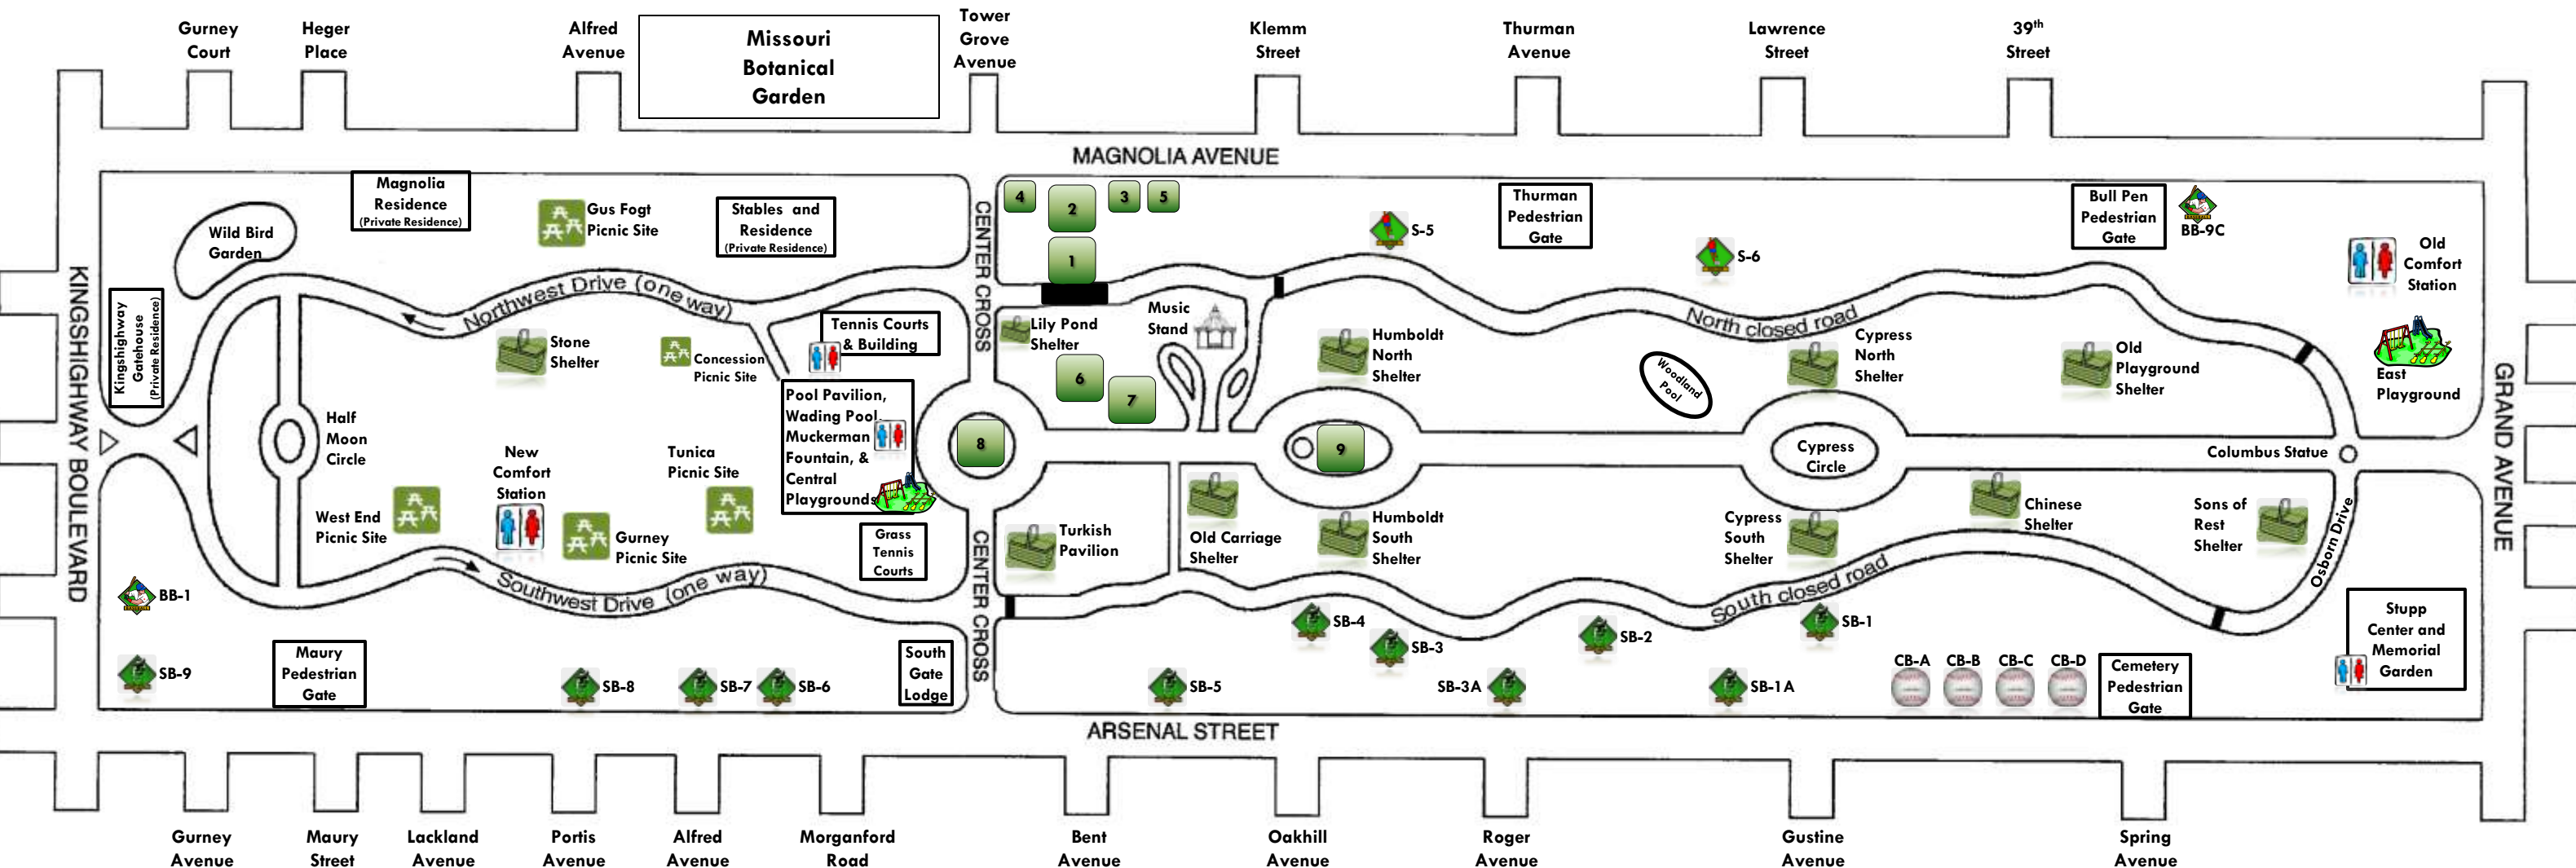 Gurney
Court
Heger
Place
Alfred
Avenue
Missouri
Botanical
Garden
Tower
Grove
Avenue
Klemm
Street
Thurman
Avenue
Lawrence
Street
39th
Street
MAGNOLIA AVENUE
Magnolia
Residence
(Private Residence)
Gus Fogt
Picnic Site
Stables and
Residence
(Private Residence)
Wild Bird
Garden
CENTER CROSS
4
2
3
5
1
S-5
Thurman
Pedestrian
Gate
S-6
Bull Pen
Pedestrian
Gate
BB-9C
Old
Comfort
Station
KINGSHIGHWAY BOULEVARD
Kingshighway
Gatehouse
(Private Residence)
Northwest Drive (one way)
Stone
Shelter
Concession
Picnic Site
Tennis Courts
& Building
Lily Pond
Shelter
Music
Stand
6
7
Humboldt
North
Shelter
North closed road
Woodland
Pool
Cypress
North
Shelter
Old
Playground
Shelter
East
Playground
GRAND AVENUE
Half
Moon
Circle
Pool Pavilion,
Wading Pool,
Muckerman
Fountain, &
Central
Playgrounds
8
9
Cypress
Circle
Columbus Statue
New
Comfort
Station
Tunica
Picnic Site
West End
Picnic Site
Gurney
Picnic Site
Grass
Tennis
Courts
CENTER CROSS
Turkish
Pavilion
Old Carriage
Shelter
Humboldt
South
Shelter
Cypress
South
Shelter
Chinese
Shelter
Sons of
Rest
Shelter
Osborn Drive
Southwest Drive (one way)
South closed road
BB-1
SB-9
Maury
Pedestrian
Gate
SB-8
SB-7
SB-6
South
Gate
Lodge
SB-5
SB-4
SB-3
SB-3A
SB-2
SB-1
SB-1A
CB-A
CB-B
CB-C
CB-D
Cemetery
Pedestrian
Gate
Stupp
Center and
Memorial
Garden
ARSENAL STREET
Gurney
Avenue
Maury
Street
Lackland
Avenue
Portis
Avenue
Alfred
Avenue
Morganford
Road
Bent
Avenue
Oakhill
Avenue
Roger
Avenue
Gustine
Avenue
Spring
Avenue